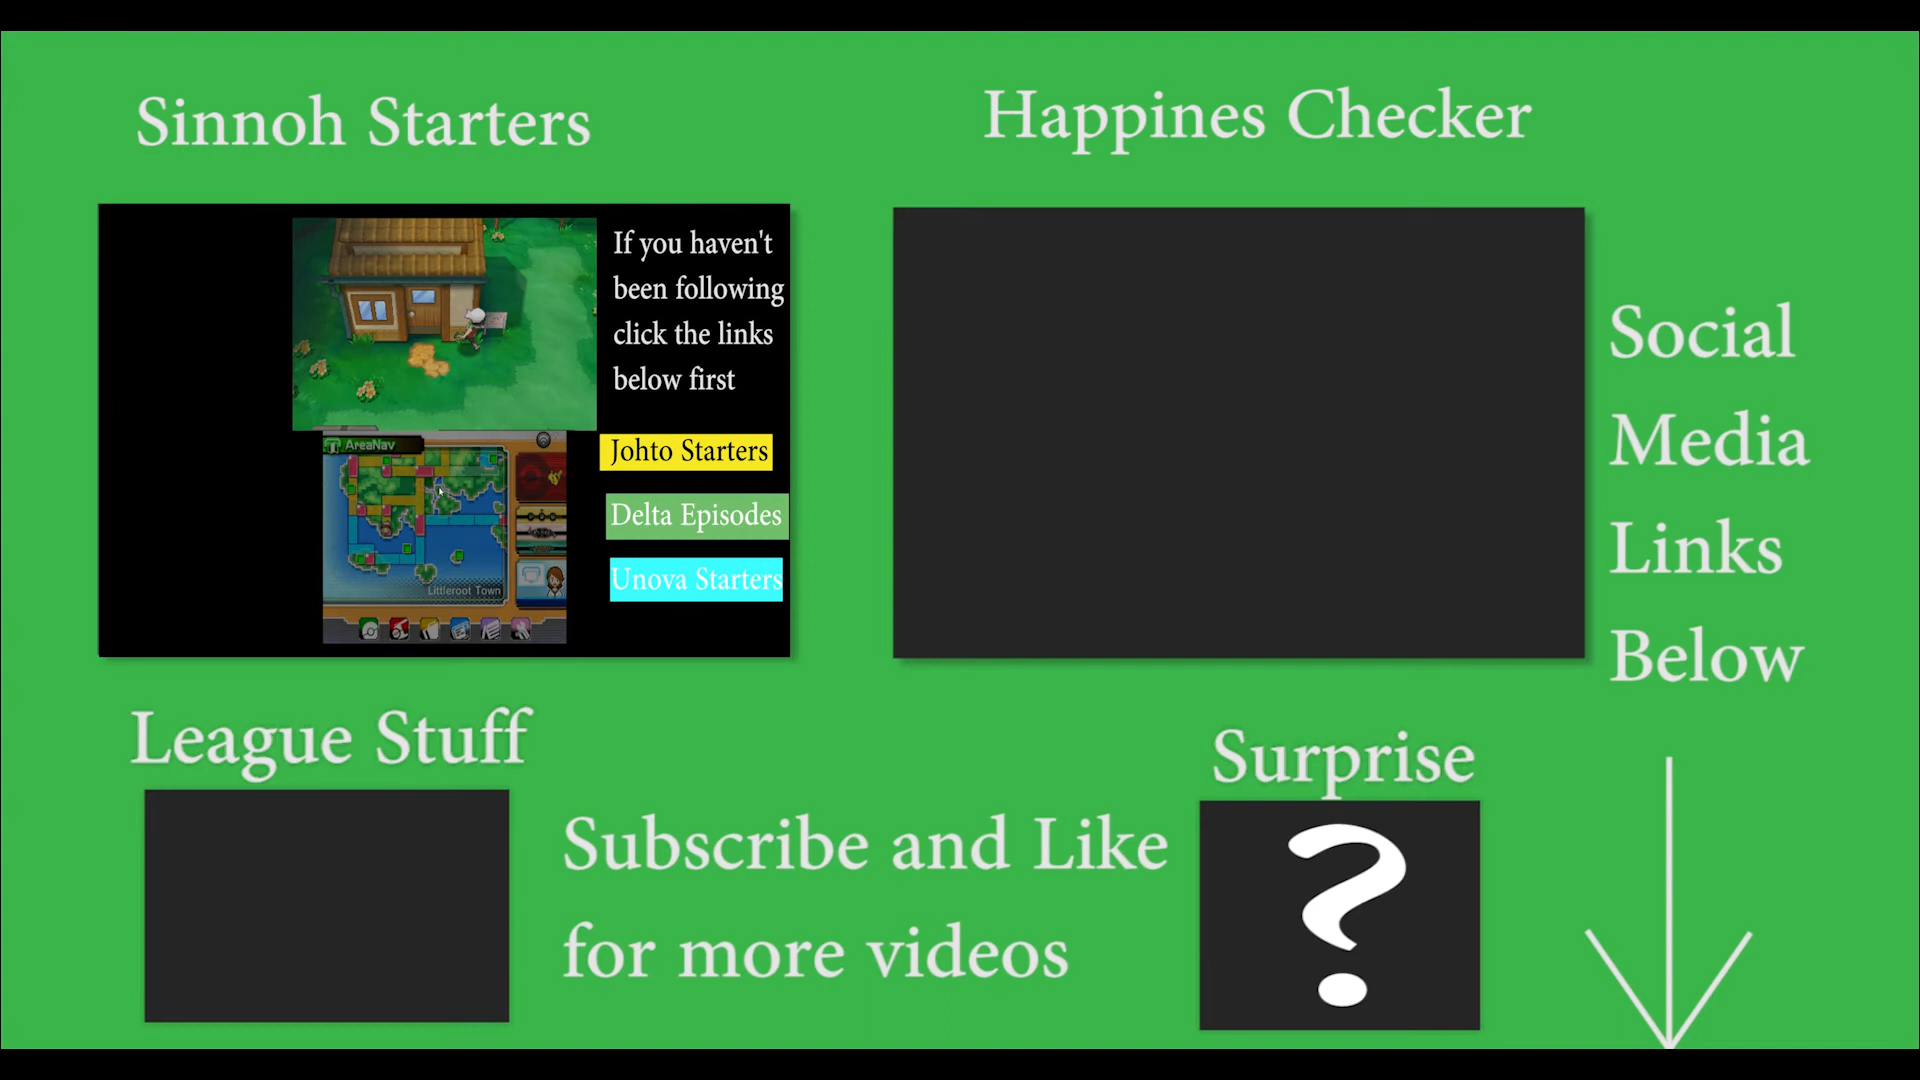 Sinnoh Starters
Happines Checker
If you haven't
been following
click the links
below first
AreaNav
Johto Starters
Delta Episodes
Unova Starters
Littleroot Town
Social
Media
Links
Below
League Stuff
Surprise
Subscribe and Like
for more videos
?